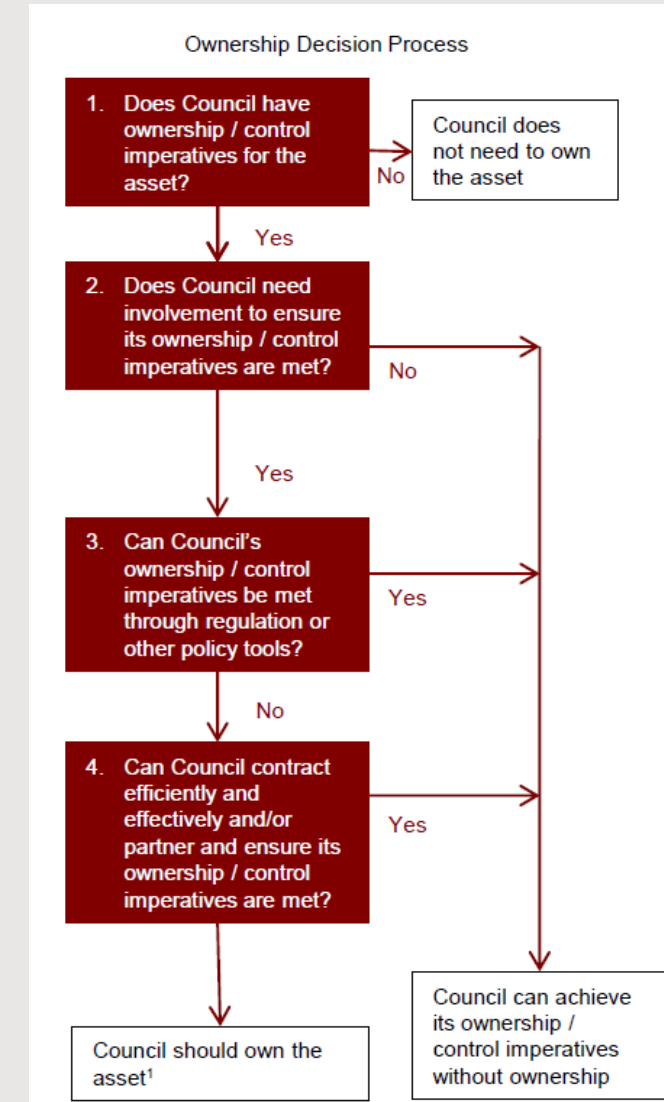 Ownership Decision Process
1. Does Council have
ownership / control
imperatives for the
asset?
No
Council does
not need to own
the asset
Yes
2. Does Council need
involvement to ensure
its ownership / control
imperatives are met?
No
Yes
3. Can Council's
ownership / control
imperatives be met
through regulation or
other policy tools?
Yes
No
4. Can Council contract
efficiently and
effectively and/or
partner and ensure its
ownership / control
imperatives are met?
Yes
Council should own the
asset¹
Council can achieve
its ownership /
control imperatives
without ownership